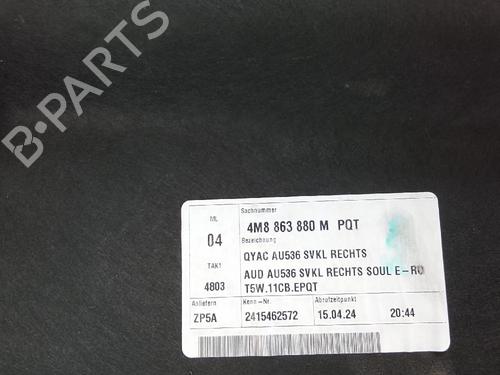 B-PARTS
ML
Sachnummer
4M8 863 880 M PQT
04
Bezeichnung
QYAC AU536 SVKL RECHTS
TAKT
AUD AU536 SVKL RECHTS SOUL E-RU
4803
T5W.11CB.EPQT
Anliefern
Kenn-Nr.
Abrufzeitpunkt
ZP5A
2415462572
15.04.24
20:44